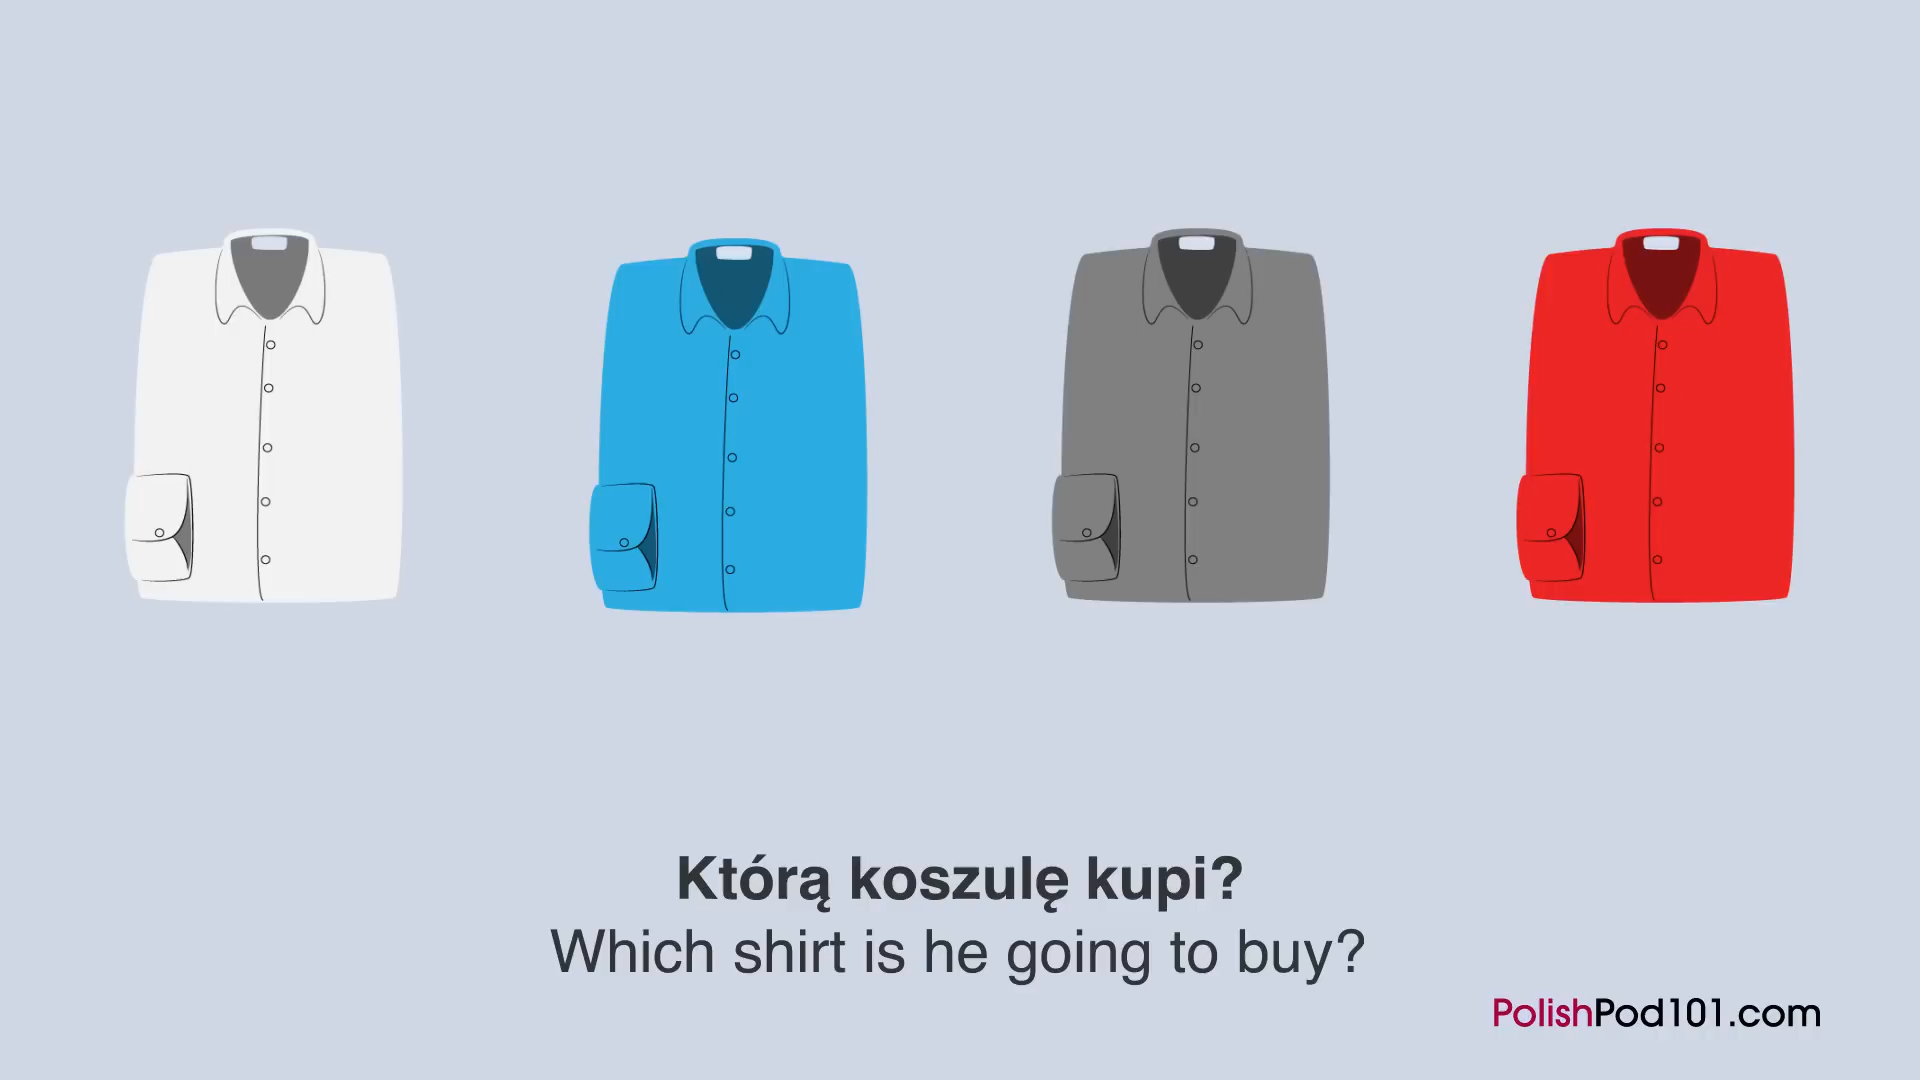 Którą koszulę kupi?
Which shirt is he going to buy?
PolishPod101.com